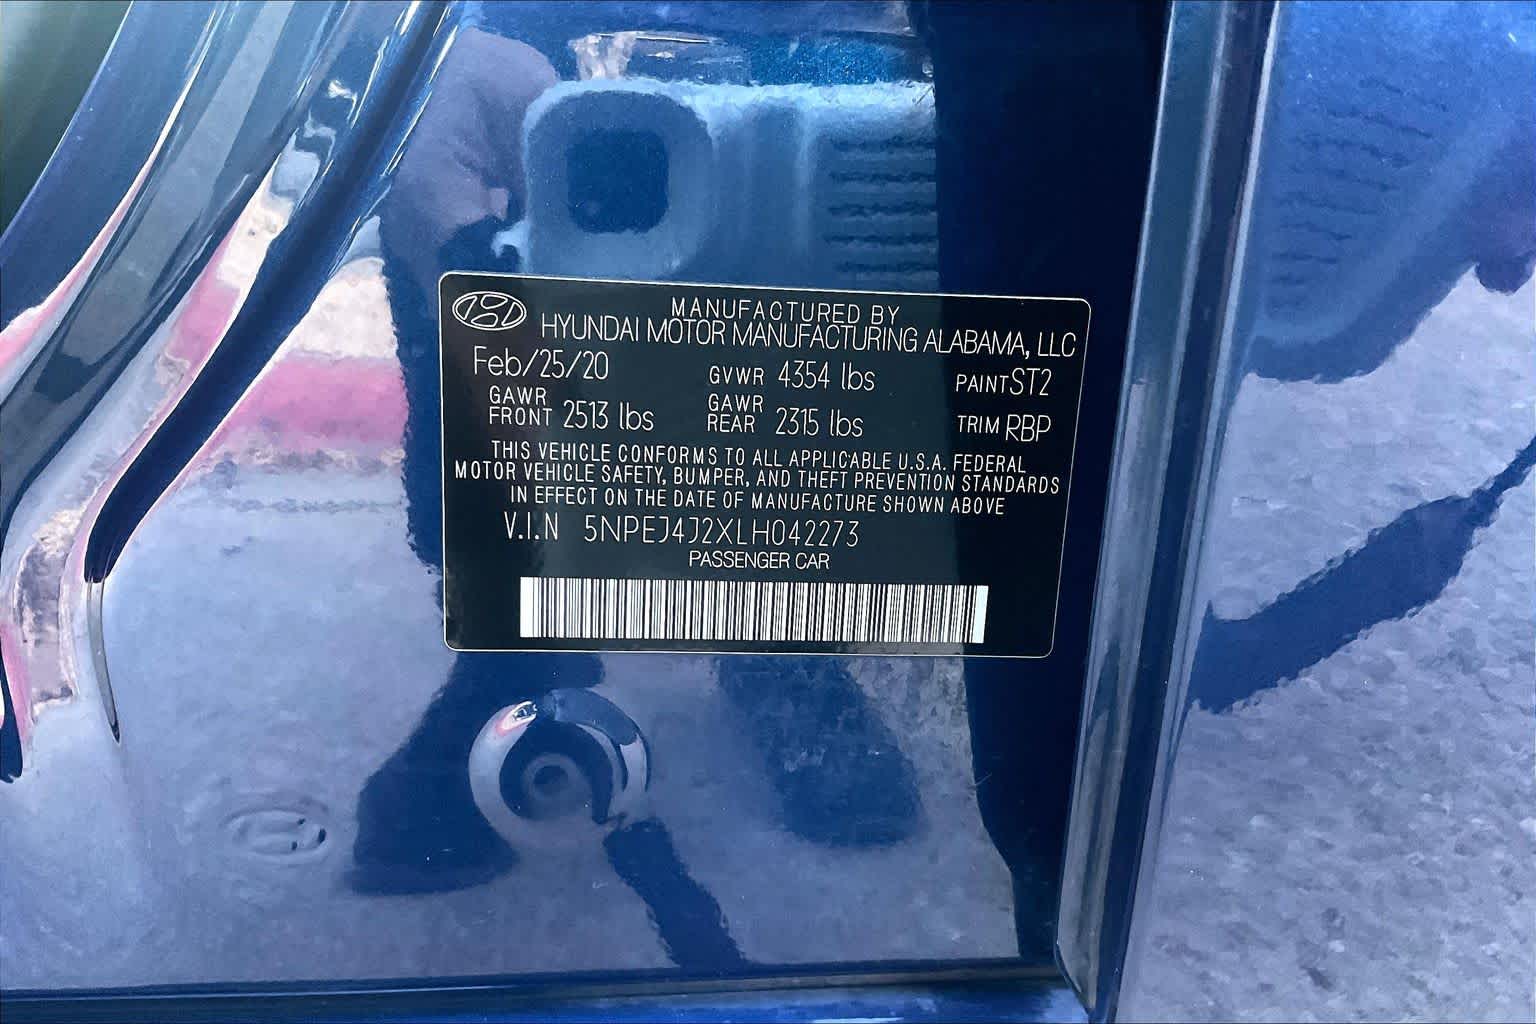 MANUFACTURED BY
HYUNDAI MOTOR MANUFACTURING ALABAMA, LLC
Feb/25/20 GVWR 4354 lbs PAINT ST2
GAWR FRONT 2513 lbs GAWR REAR 2315 lbs TRIM RBP
THIS VEHICLE CONFORMS TO ALL APPLICABLE U.S.A. FEDERAL
MOTOR VEHICLE SAFETY, BUMPER, AND THEFT PREVENTION STANDARDS
IN EFFECT ON THE DATE OF MANUFACTURE SHOWN ABOVE
V.I.N 5NPEJ4J2XLH042273
PASSENGER CAR